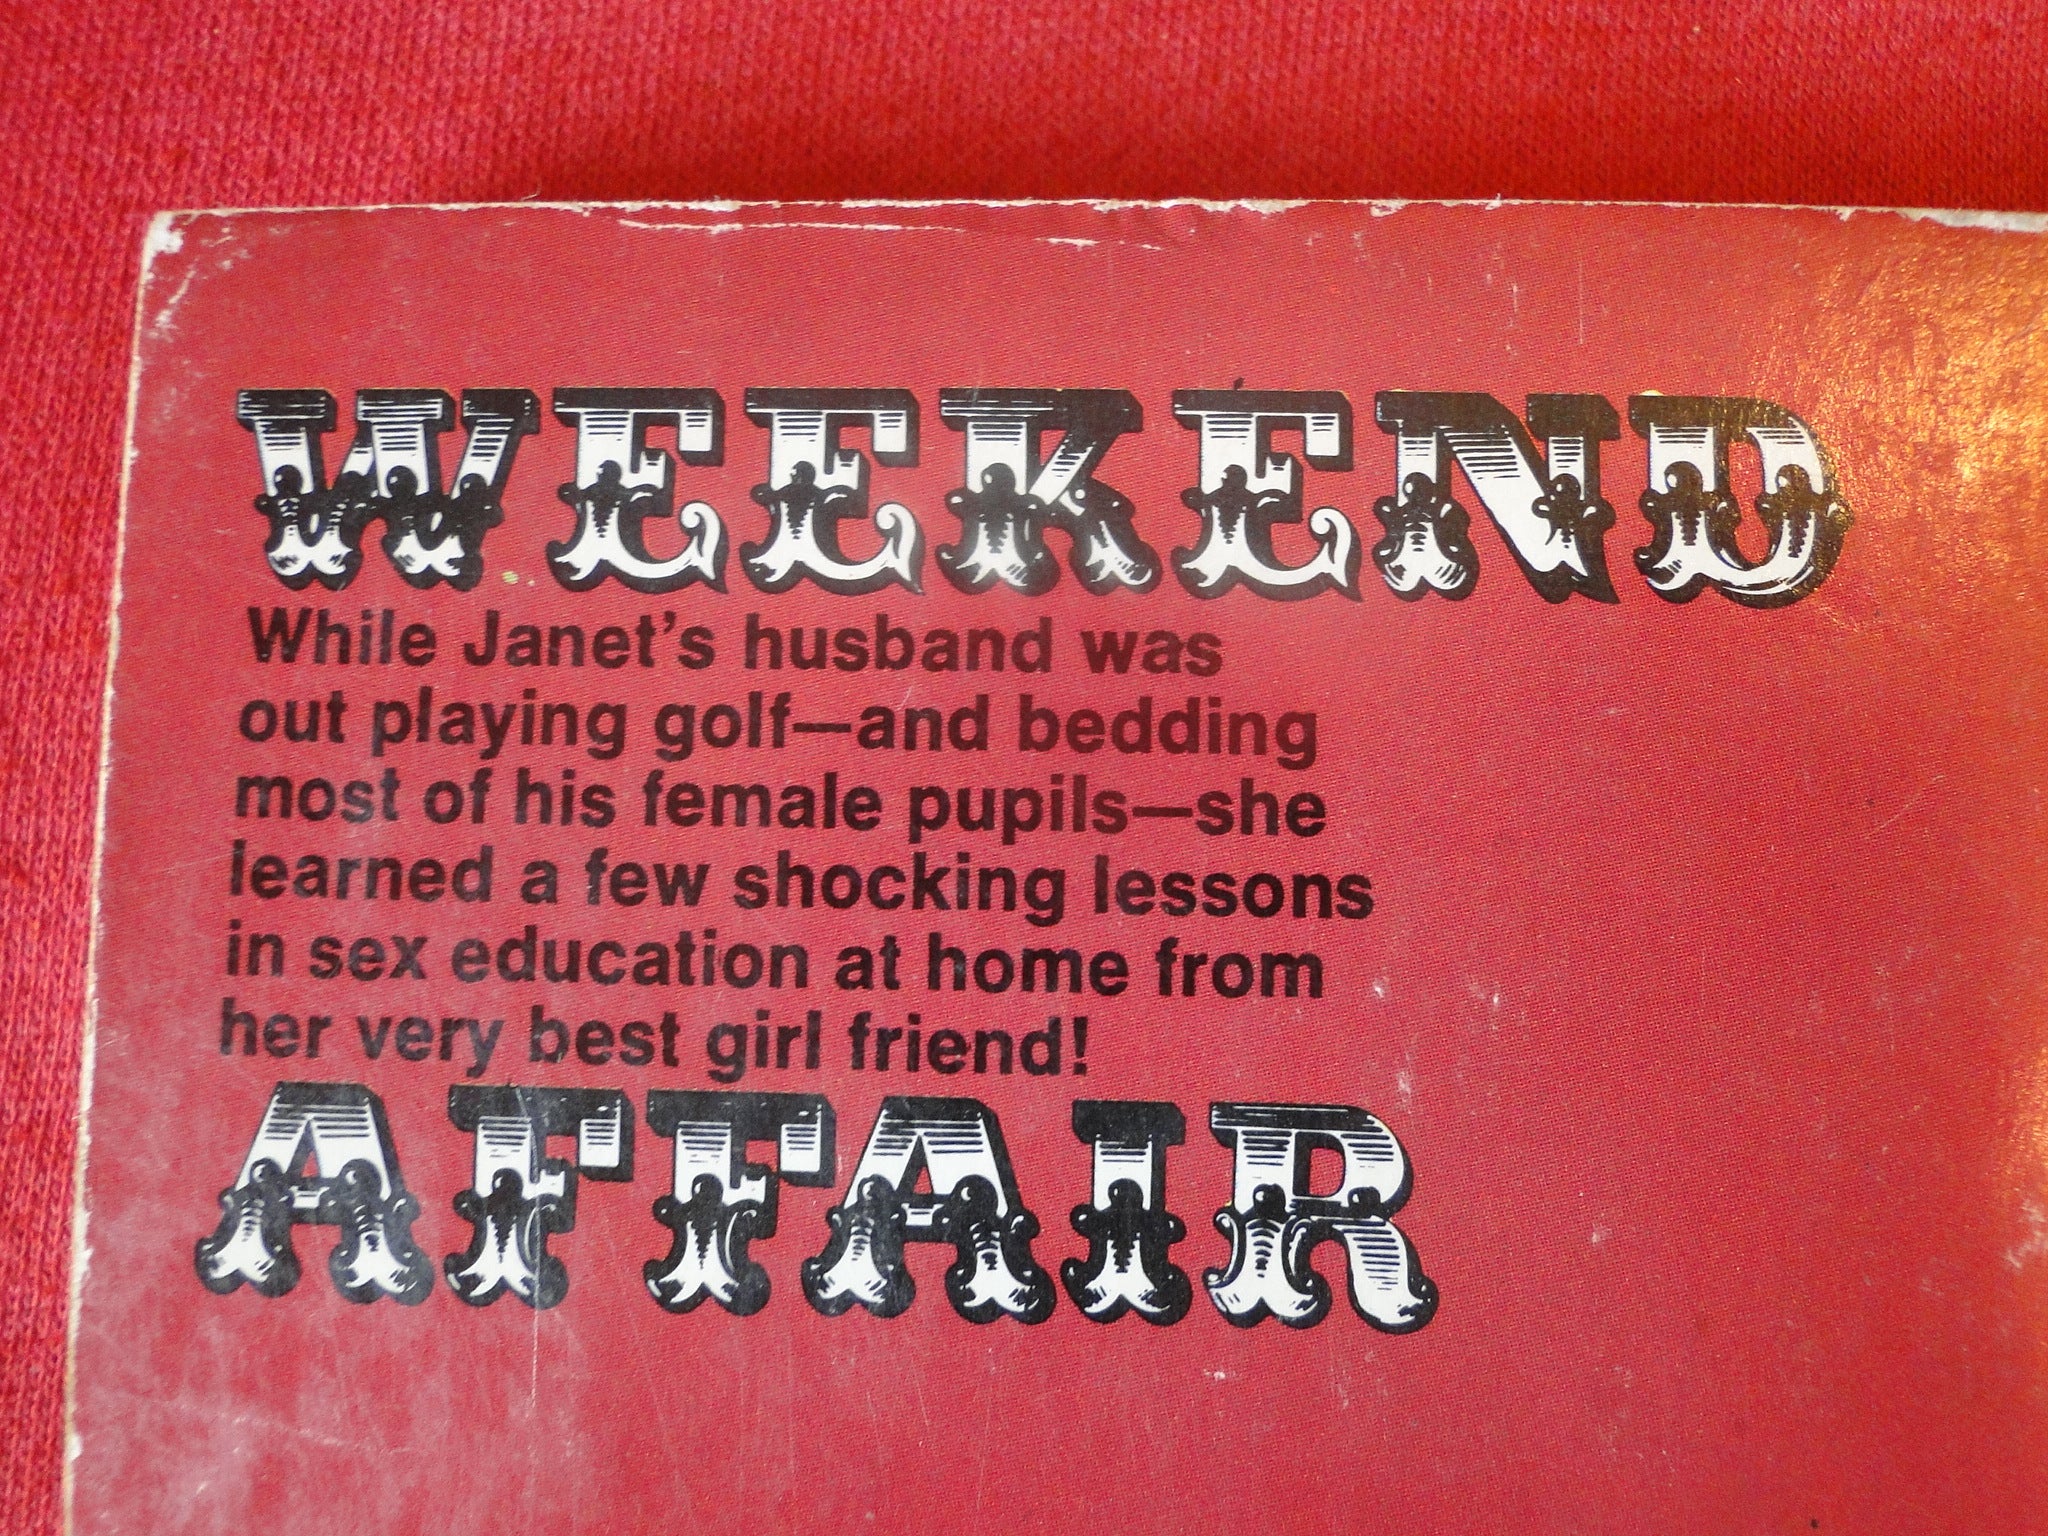 WEEKEND
While Janet's husband was
out playing golf—and bedding
most of his female pupils—she
learned a few shocking lessons
in sex education at home from
her very best girl friend!
AFFAIR